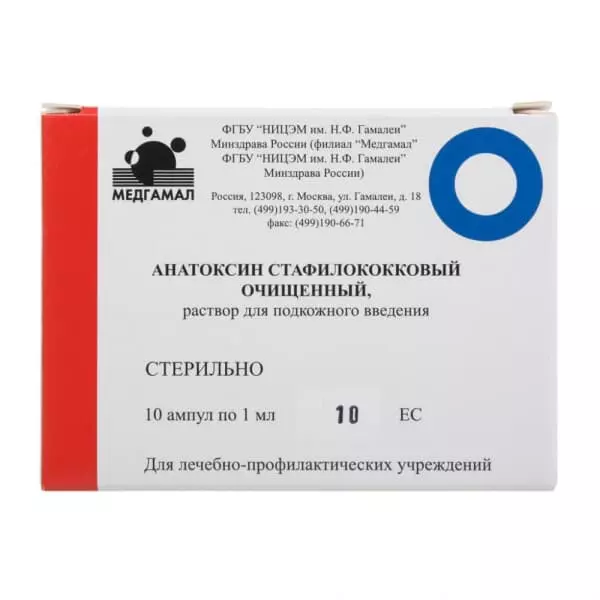 ФГБУ "НИЦЭМ им. Н.Ф. Гамалеи"
Минздрава России (филиал "Медгамал"
ФГБУ "НИЦЭМ им. Н.Ф. Гамалеи"
Минздрава России)
МЕДГАМАЛ
Россия, 123098, г. Москва, ул. Гамалеи, д. 18
тел. (499)193-30-50, (499)190-44-59
факс: (499)190-66-71
АНАТОКСИН СТАФИЛОКОККОВЫЙ
ОЧИЩЕННЫЙ,
раствор для подкожного введения
СТЕРИЛЬНО
10 ампул по 1 мл 10 ЕС
Для лечебно-профилактических учреждений